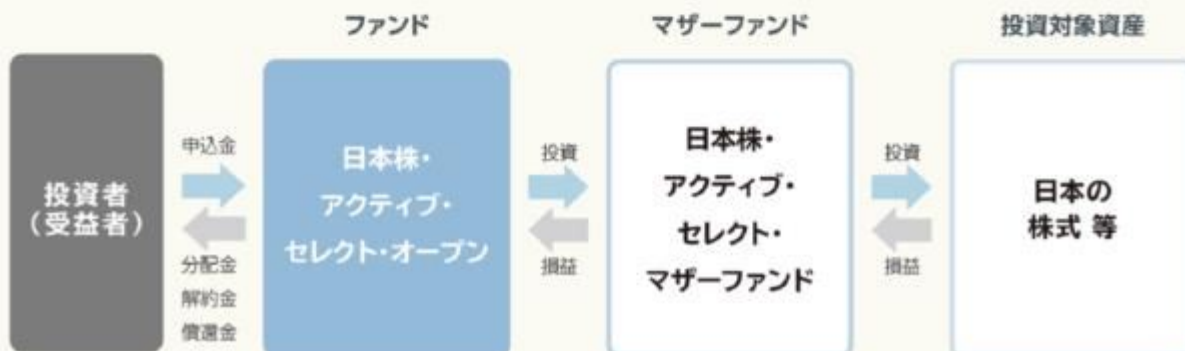 ファンド
マザーファンド
投資対象資産
投資者
（受益者）
申込金
分配金
解約金
償還金
日本株・
アクティブ・
セレクト・オープン
投資
損益
日本株・
アクティブ・
セレクト・
マザーファンド
投資
損益
日本の
株式 等